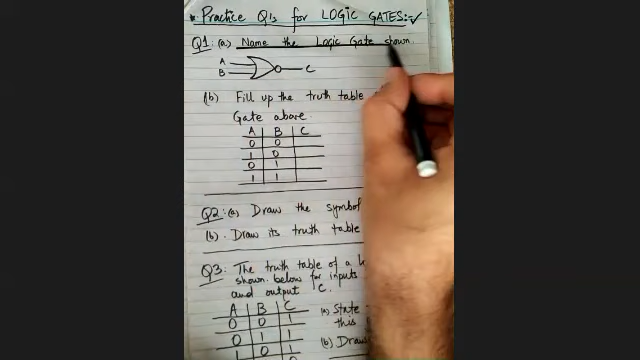 Practice Q's for LOGIC GATES:-
Q1: (a) Name the Logic Gate shown.
A
B
C
(b) Fill up the truth table
Gate above.
A B C
0 0
1 0
0 1
1 1
Q2: (a) Draw the symbol
(b). Draw its truth table
Q3: The truth table of a
shown below for inputs
and output C.
A B C
0 0 1
0 1 1
1 0 1
(a) State
this
(b) Draw